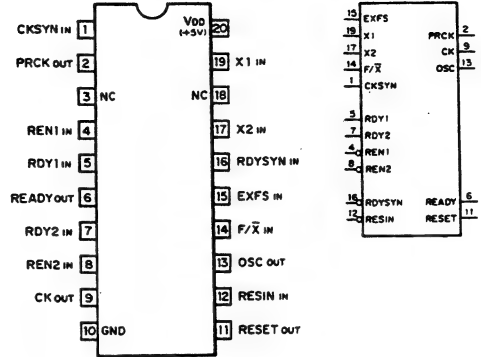 CKSYN IN 1
PRCK OUT 2
3 NC
REN1 IN 4
RDY1 IN 5
READY OUT 6
RDY2 IN 7
REN2 IN 8
CK OUT 9
10 GND
VDD 20
(+5V)
19 X1 IN
NC 18
17 X2 IN
16 RDYSYN IN
15 EXFS IN
14 F/X̅ IN
13 OSC OUT
12 RESIN IN
11 RESET OUT
15 EXFS
19 X1
17 X2
14 F/X̅
1 CKSYN
5 RDY1
7 RDY2
4 REN1
8 REN2
16 RDYSYN
12 RESIN
PRCK 2
CK 9
OSC 13
READY 6
RESET 11